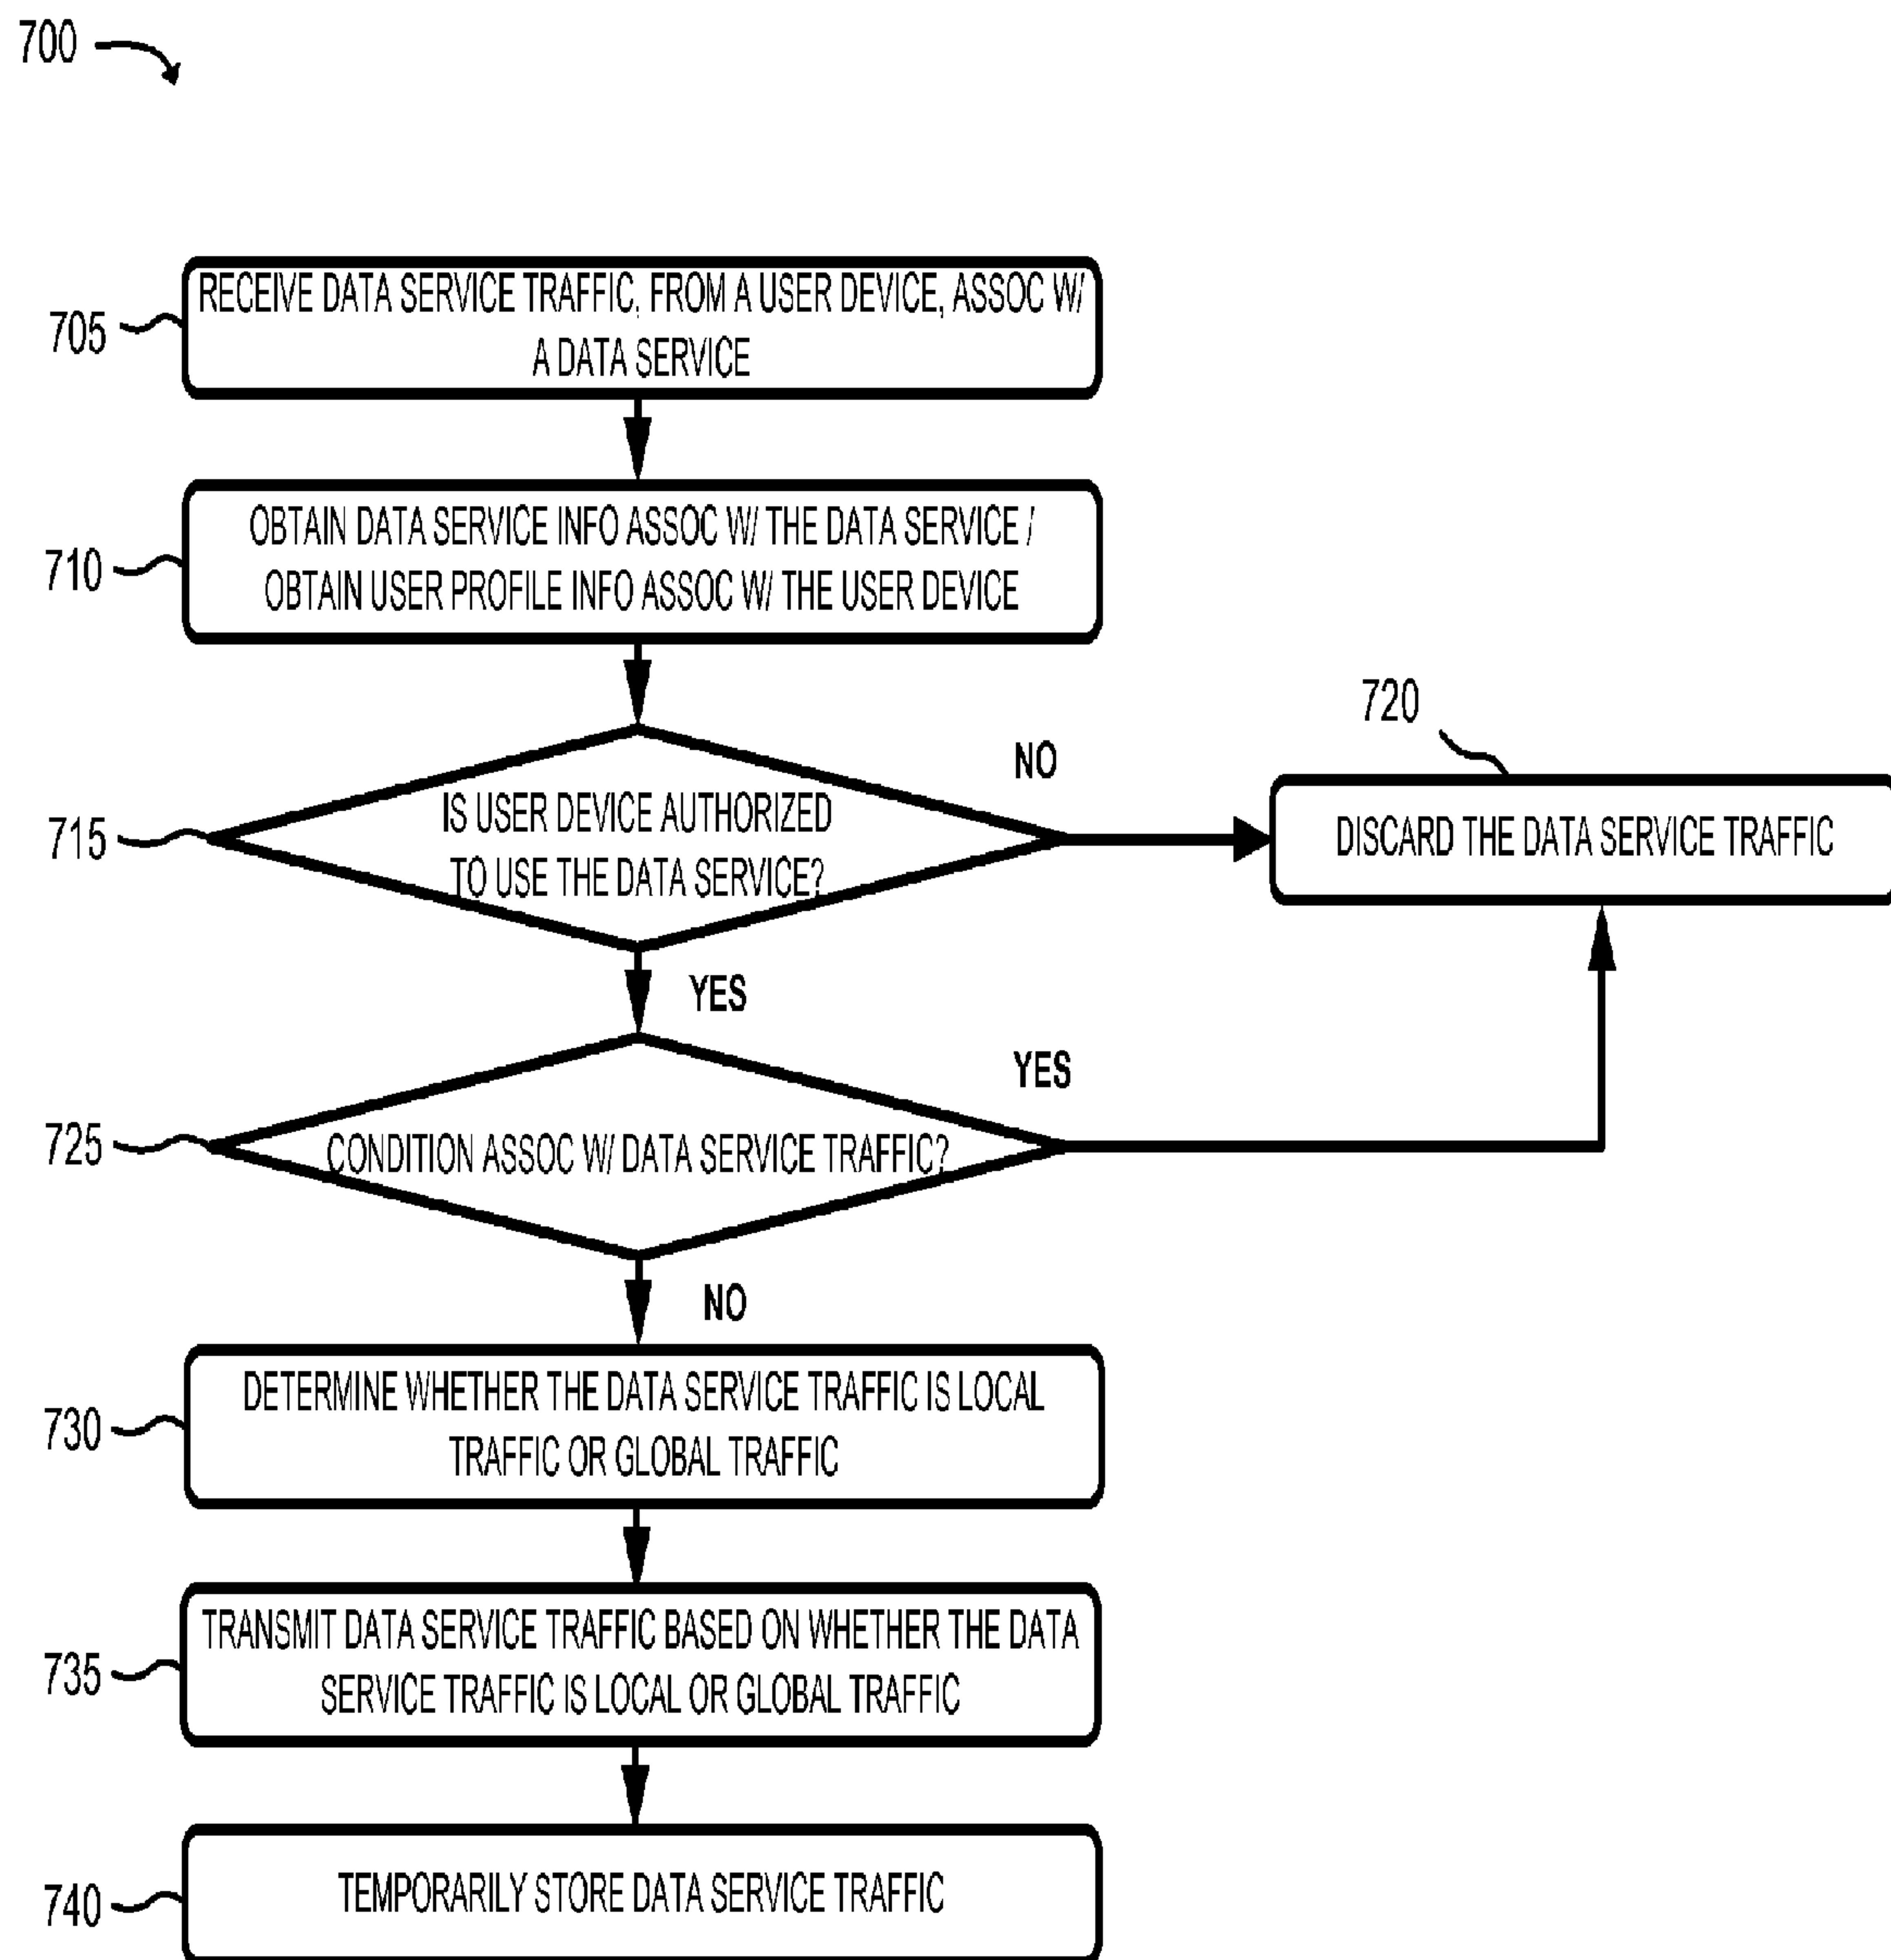 700
705
RECEIVE DATA SERVICE TRAFFIC, FROM A USER DEVICE, ASSOC W/
A DATA SERVICE
710
OBTAIN DATA SERVICE INFO ASSOC W/ THE DATA SERVICE /
OBTAIN USER PROFILE INFO ASSOC W/ THE USER DEVICE
715
IS USER DEVICE AUTHORIZED
TO USE THE DATA SERVICE?
NO
720
DISCARD THE DATA SERVICE TRAFFIC
YES
725
CONDITION ASSOC W/ DATA SERVICE TRAFFIC?
YES
NO
730
DETERMINE WHETHER THE DATA SERVICE TRAFFIC IS LOCAL
TRAFFIC OR GLOBAL TRAFFIC
735
TRANSMIT DATA SERVICE TRAFFIC BASED ON WHETHER THE DATA
SERVICE TRAFFIC IS LOCAL OR GLOBAL TRAFFIC
740
TEMPORARILY STORE DATA SERVICE TRAFFIC